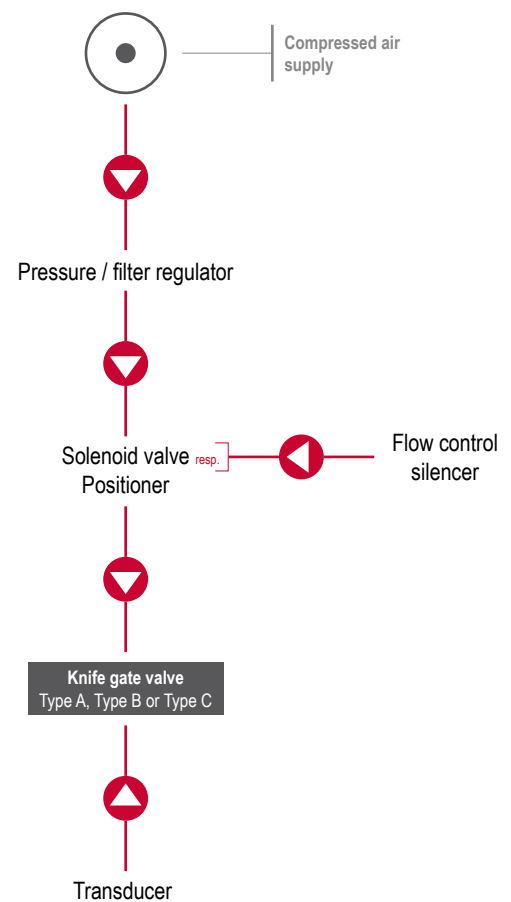 Compressed air
supply
Pressure / filter regulator
Solenoid valve resp.
Positioner
Flow control
silencer
Knife gate valve
Type A, Type B or Type C
Transducer